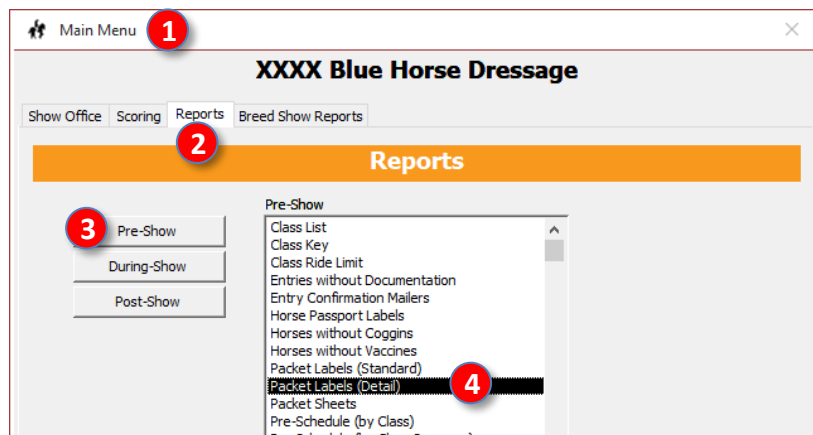 Main Menu 1
XXXX Blue Horse Dressage
Show Office Scoring Reports Breed Show Reports
2
Reports
Pre-Show
3 Pre-Show
During-Show
Post-Show
Class List
Class Key
Class Ride Limit
Entries without Documentation
Entry Confirmation Mailers
Horse Passport Labels
Horses without Coggins
Horses without Vaccines
Packet Labels (Standard)
Packet Labels (Detail) 4
Packet Sheets
Pre-Schedule (by Class)